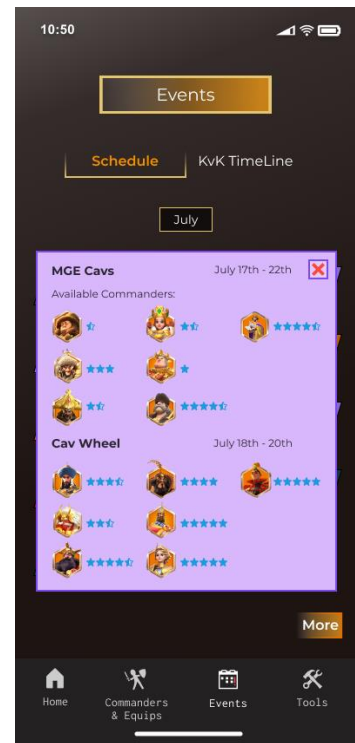 10:50
Events
Schedule KvK TimeLine
July
MGE Cavs July 17th - 22th
Available Commanders:
Cav Wheel July 18th - 20th
More
Home Commanders & Equips Events Tools